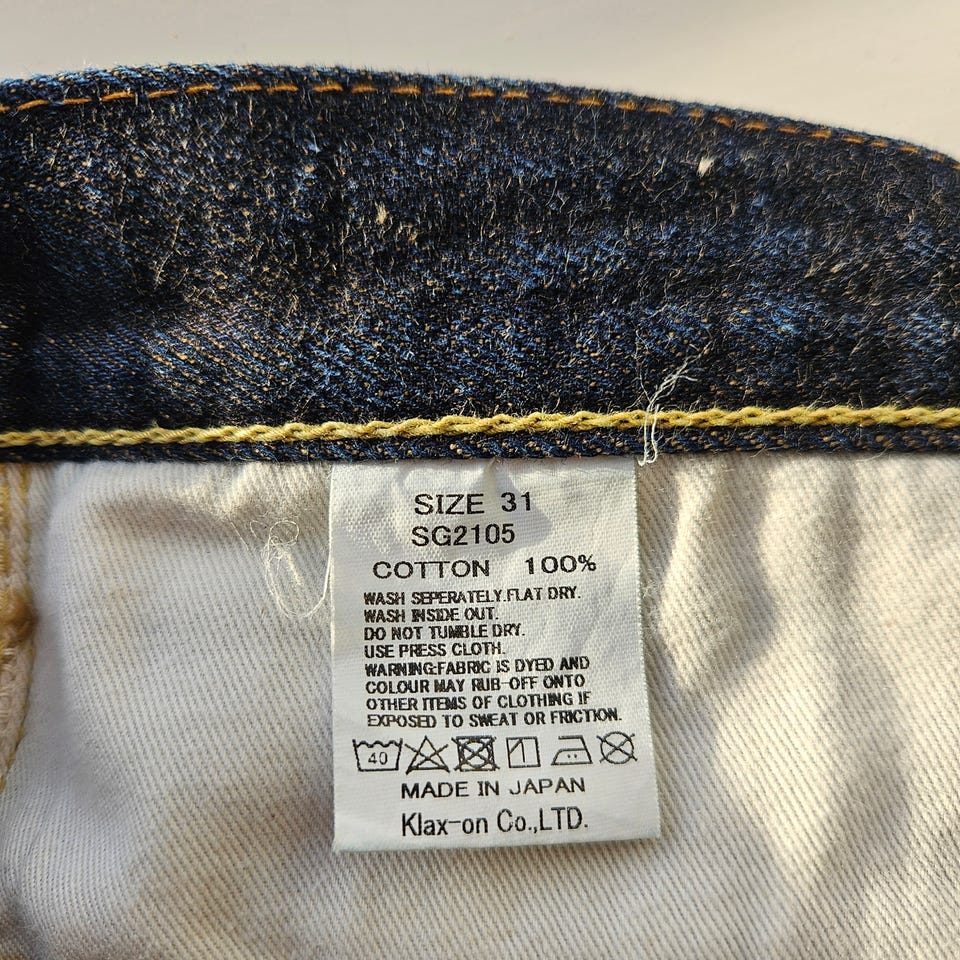 SIZE 31
SG2105
COTTON 100%
WASH SEPERATELY.FLAT DRY.
WASH INSIDE OUT.
DO NOT TUMBLE DRY.
USE PRESS CLOTH.
WARNING:FABRIC IS DYED AND
COLOUR MAY RUB-OFF ONTO
OTHER ITEMS OF CLOTHING IF
EXPOSED TO SWEAT OR FRICTION.
40
MADE IN JAPAN
Klax-on Co.,LTD.